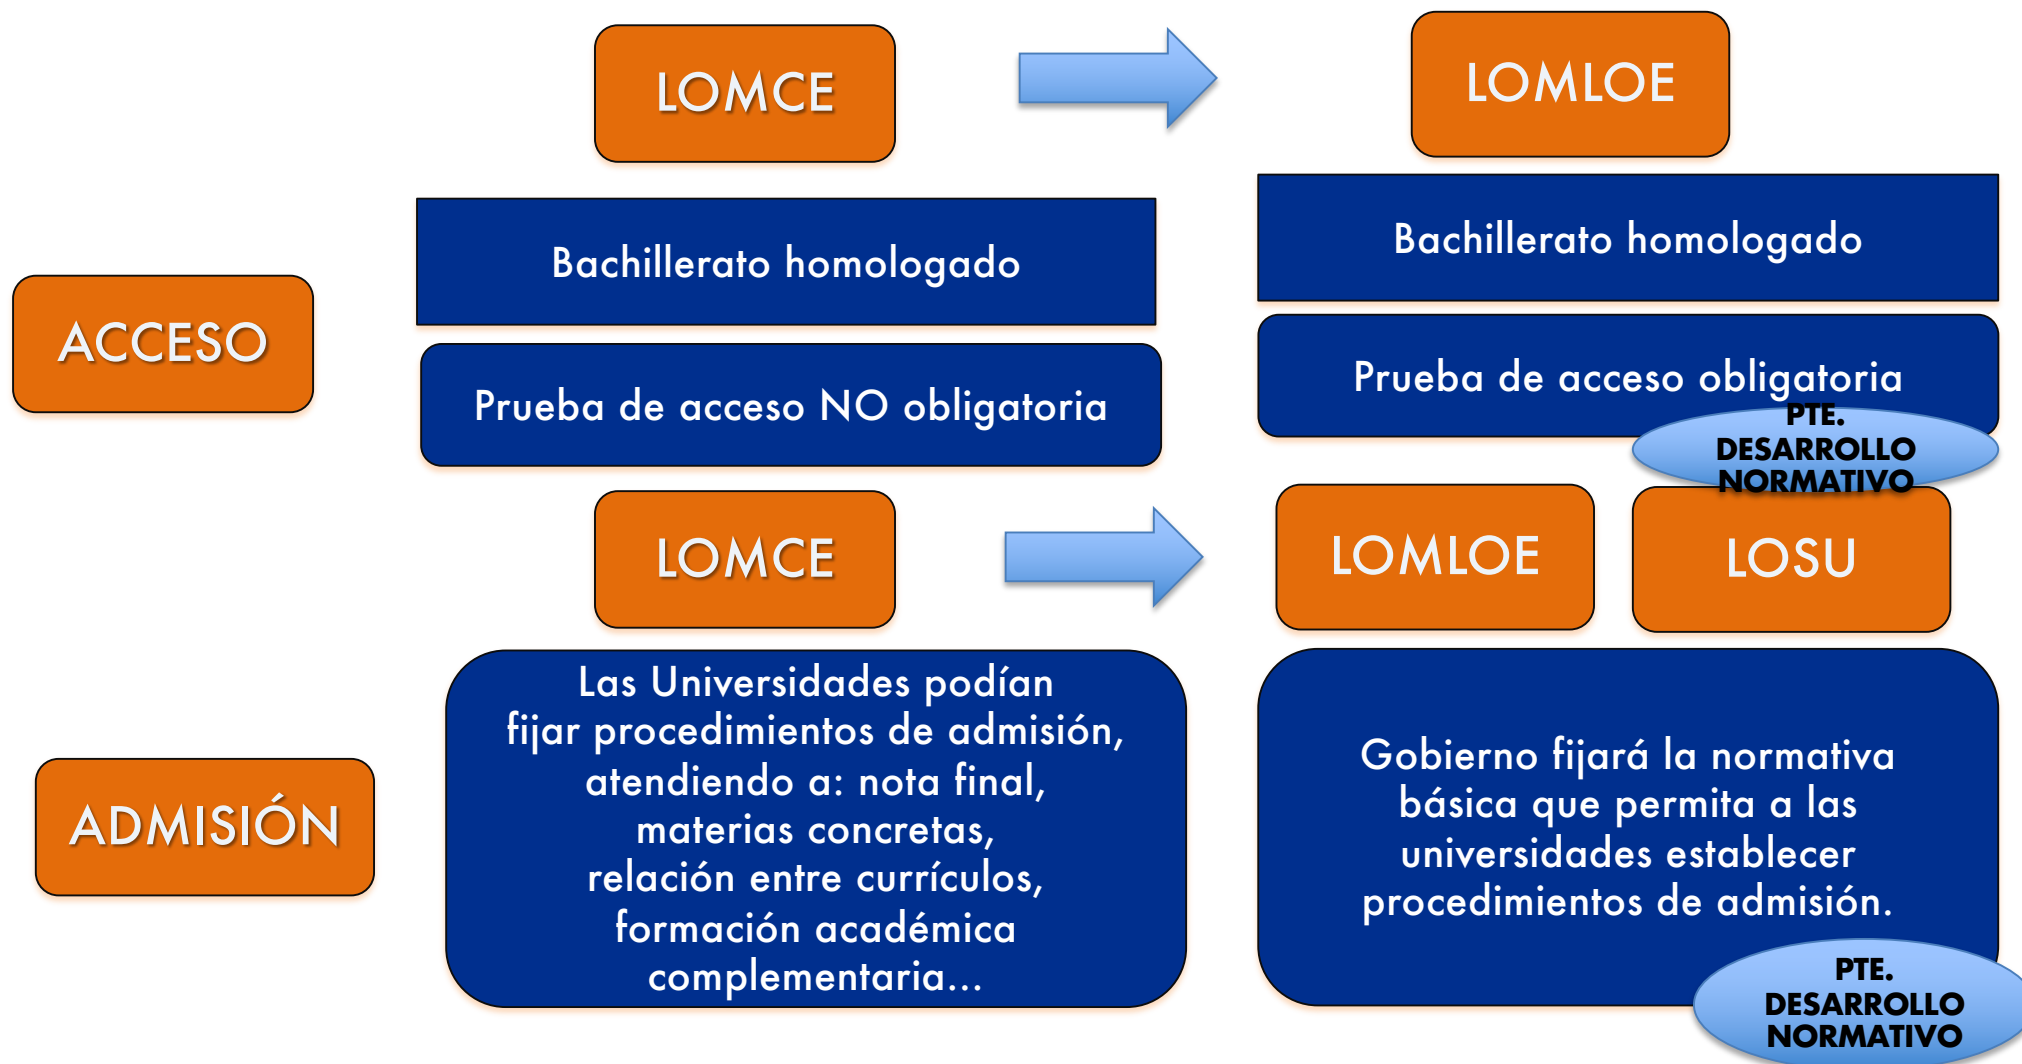 LOMCE
LOMLOE
ACCESO
Bachillerato homologado
Prueba de acceso NO obligatoria
Bachillerato homologado
Prueba de acceso obligatoria
PTE.
DESARROLLO
NORMATIVO
LOMCE
LOMLOE
LOSU
ADMISIÓN
Las Universidades podían
fijar procedimientos de admisión,
atendiendo a: nota final,
materias concretas,
relación entre currículos,
formación académica
complementaria...
Gobierno fijará la normativa
básica que permita a las
universidades establecer
procedimientos de admisión.
PTE.
DESARROLLO
NORMATIVO